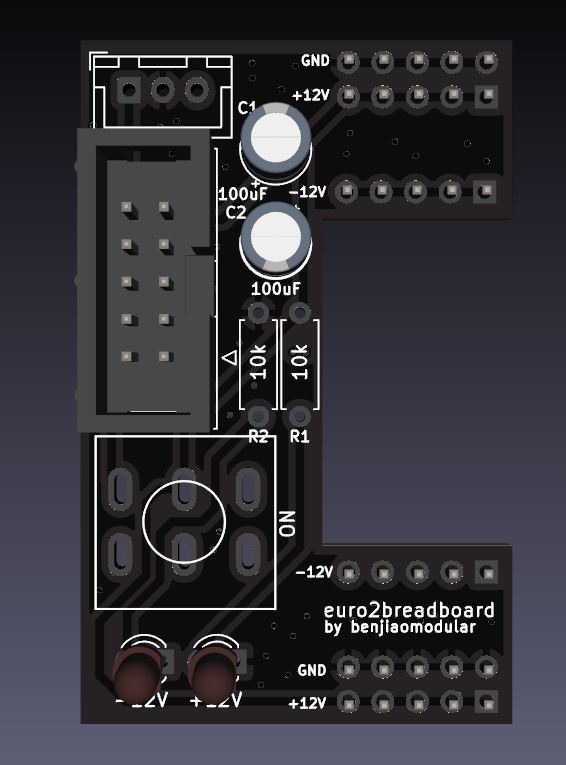 GND
C1
+12V
100uF
-12V
C2
100uF
10k
10k
R2
R1
ON
-12V
euro2breadboard
by benjiaomodular
GND
-12V
+12V
+12V